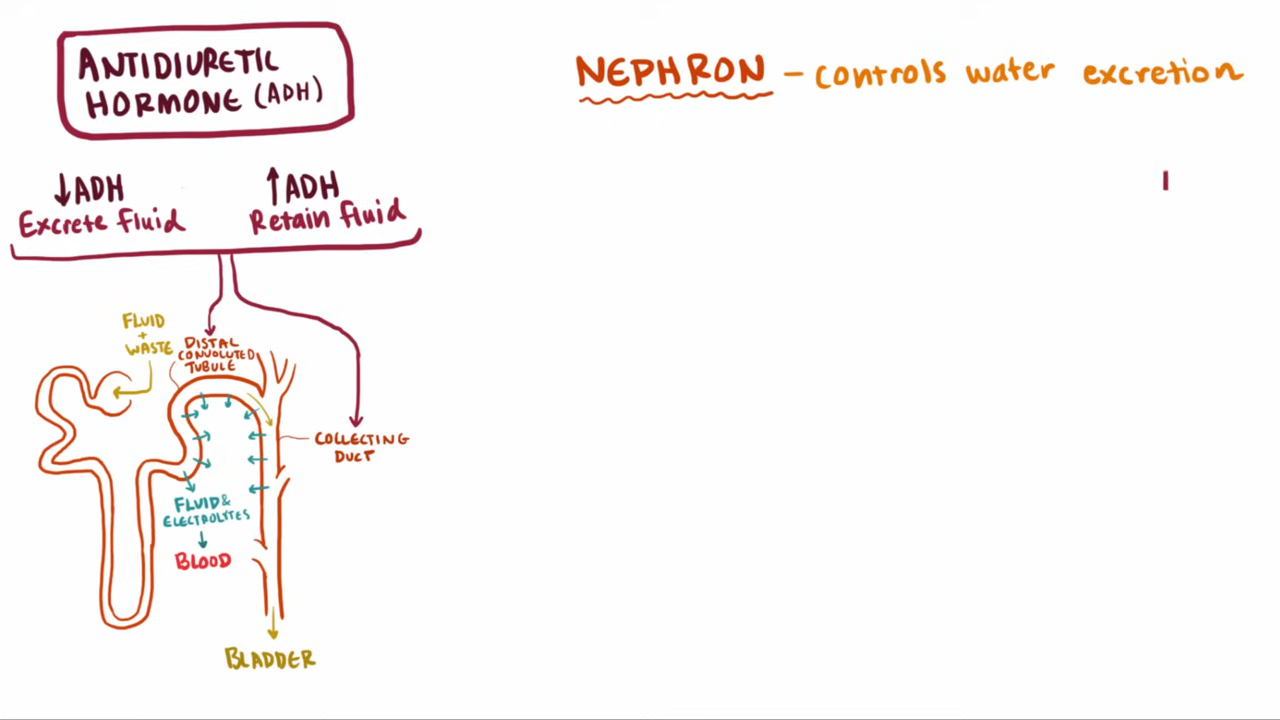 ANTIDIURETIC
HORMONE (ADH)
NEPHRON - controls water excretion
↓ADH
Excrete fluid
↑ADH
Retain fluid
FLUID
+
WASTE
DISTAL
CONVOLUTED
TUBULE
COLLECTING
DUCT
FLUID &
ELECTROLYTES
BLOOD
BLADDER